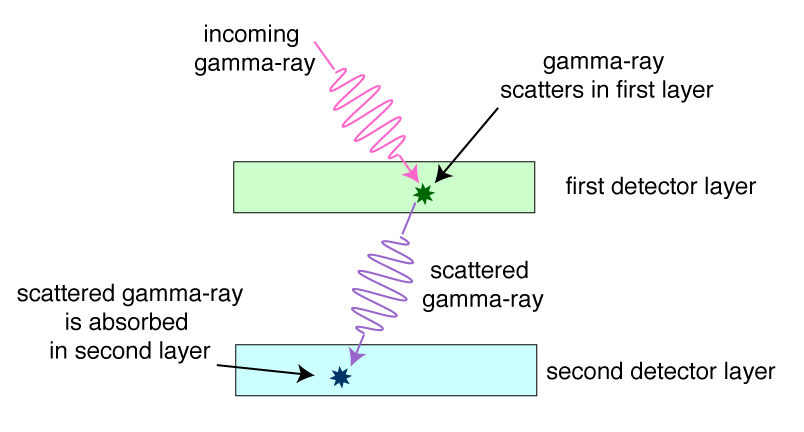 incoming
gamma-ray
gamma-ray
scatters in first layer
first detector layer
scattered
gamma-ray
scattered gamma-ray
is absorbed
in second layer
second detector layer